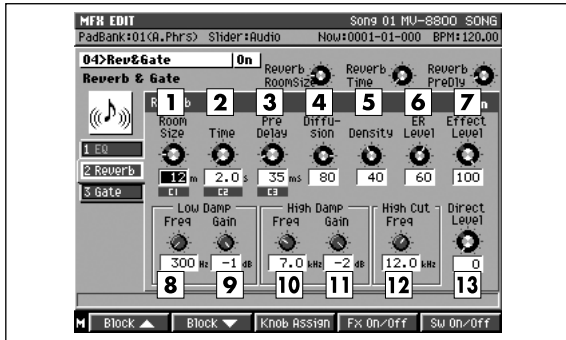 MFX EDIT Song 01 MV-8800 SONG
PadBank:01(A.Phrs) Slider:Audio Now:0001-01-000 BPM:120.00
04>Rev&Gate On
Reverb RoomSize Reverb Time Reverb PreDly
Reverb & Gate
1 2 3 4 5 6 7
Room Size Time Pre Delay Diffusion Density ER Level Effect Level
1 EQ
2 Reverb
3 Gate
12 m 2.0 s 35 ms 80 40 60 100
C1 C2 C3
Low Damp High Damp High Cut Direct Level
Freq Gain Freq Gain Freq
300 Hz -1 dB 7.0 kHz -2 dB 12.0 kHz 0
8 9 10 11 12 13
M Block ▲ Block ▼ Knob Assign Fx On/Off Sw On/Off